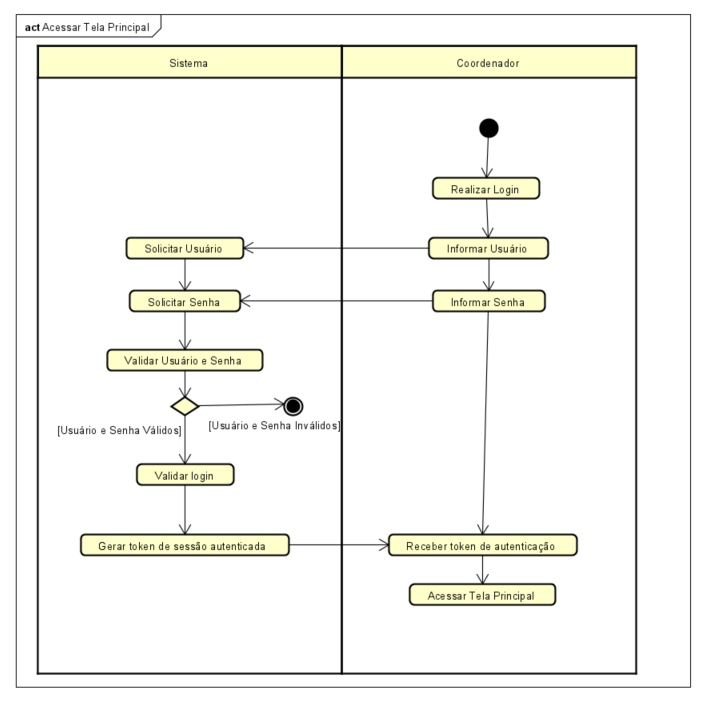 act Acessar Tela Principal
Sistema
Coordenador
Realizar Login
Solicitar Usuário
Informar Usuário
Solicitar Senha
Informar Senha
Validar Usuário e Senha
[Usuário e Senha Válidos]
[Usuário e Senha Inválidos]
Validar login
Gerar token de sessão autenticada
Receber token de autenticação
Acessar Tela Principal